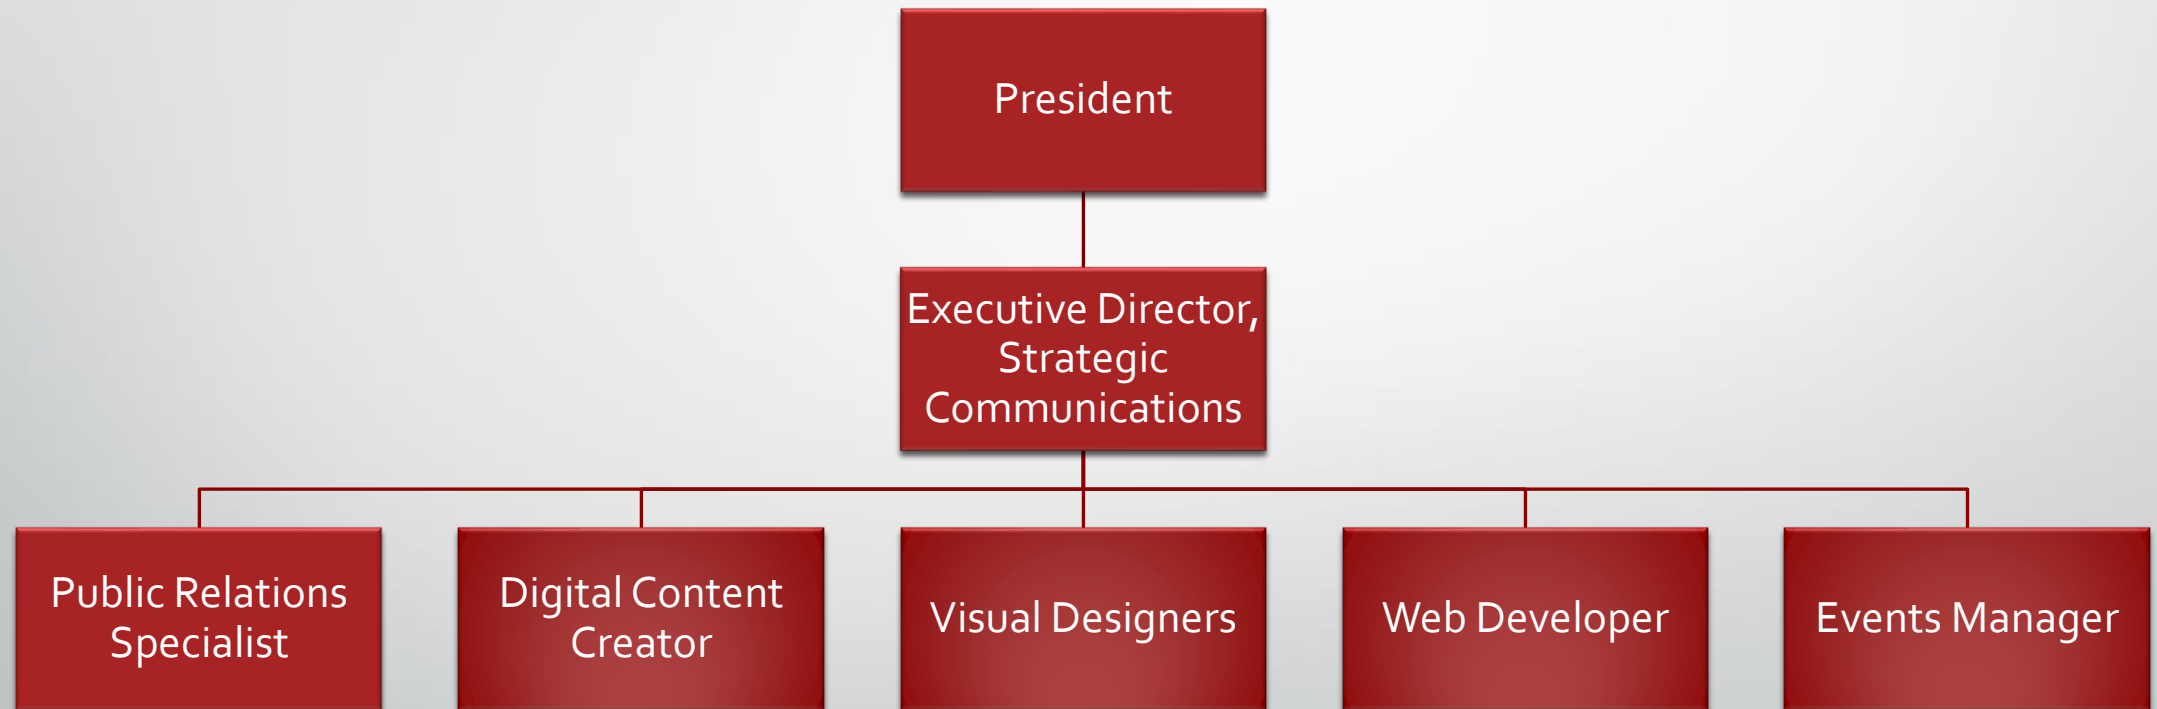 President
Executive Director,
Strategic
Communications
Public Relations
Specialist
Digital Content
Creator
Visual Designers
Web Developer
Events Manager